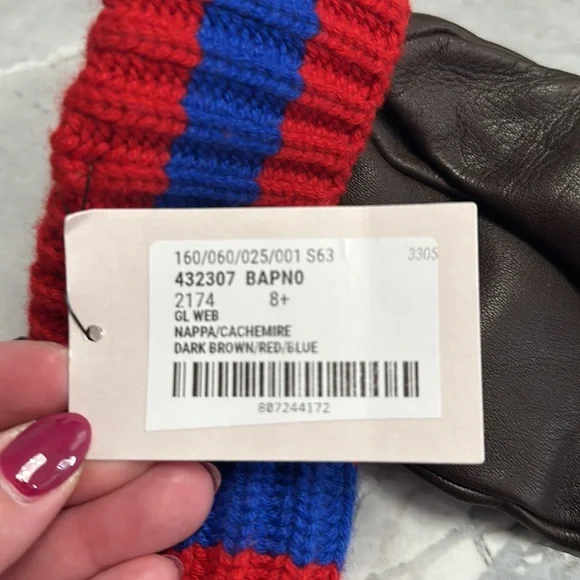 160/060/025/001 S63 3305
432307 BAPN0
2174 8+
GL WEB
NAPPA/CACHEMIRE
DARK BROWN/RED/BLUE
807244172